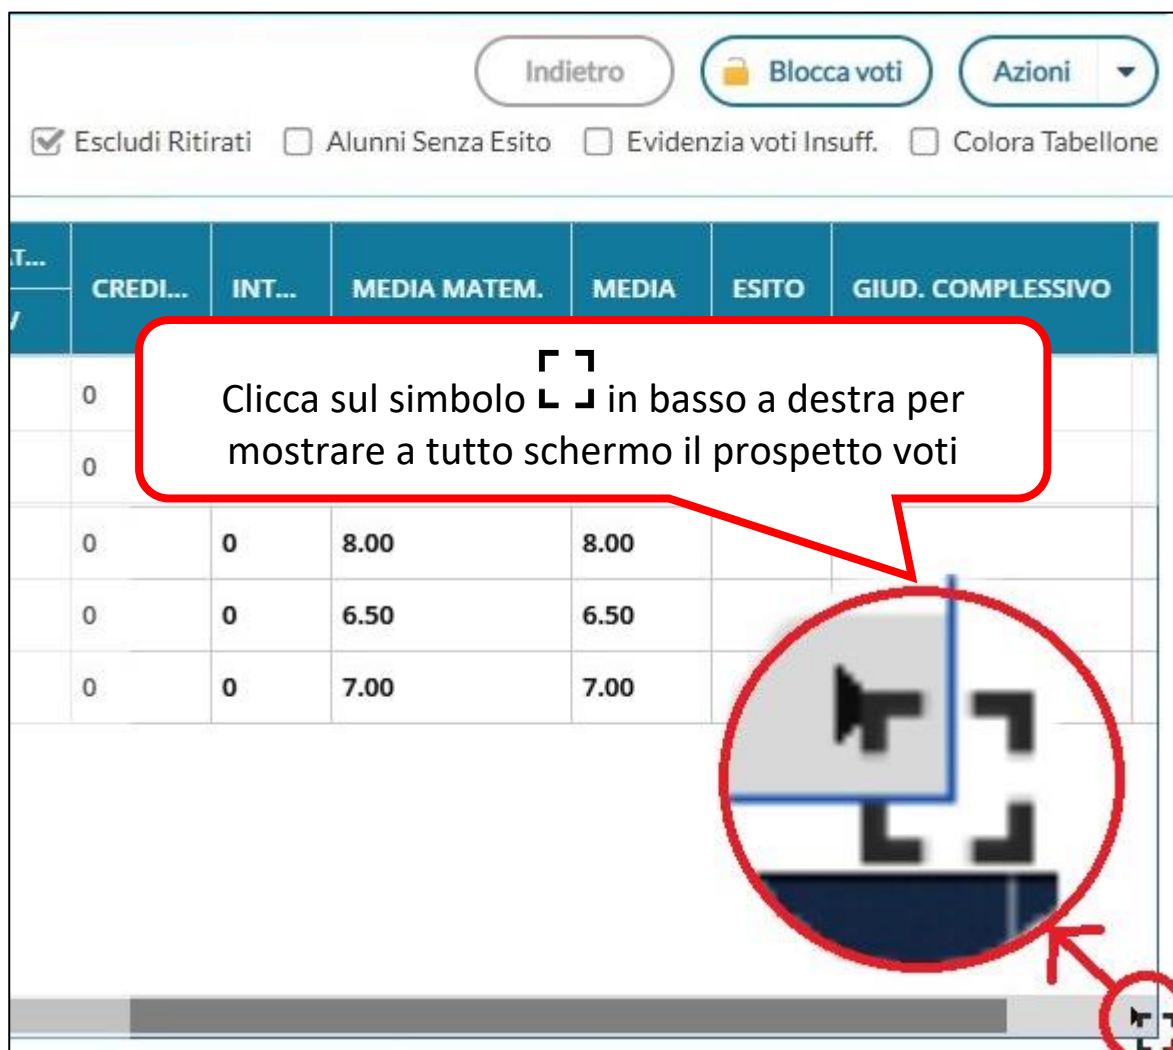 Indietro Blocca voti Azioni
Escludi Ritirati Alunni Senza Esito Evidenzia voti Insuff. Colora Tabellone
CREDI... INT... MEDIA MATEM. MEDIA ESITO GIUD. COMPLESSIVO
Clicca sul simbolo in basso a destra per
mostrare a tutto schermo il prospetto voti
0
0
0 0 8.00 8.00
0 0 6.50 6.50
0 0 7.00 7.00